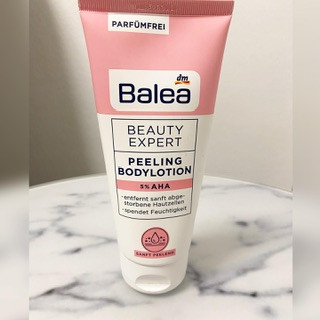 PARFÜMFREI
dm
Balea
BEAUTY
EXPERT
PEELING
BODYLOTION
5% AHA
-entfernt sanft abge-
storbene Hautzellen
-spendet Feuchtigkeit
SANFT PEELEND